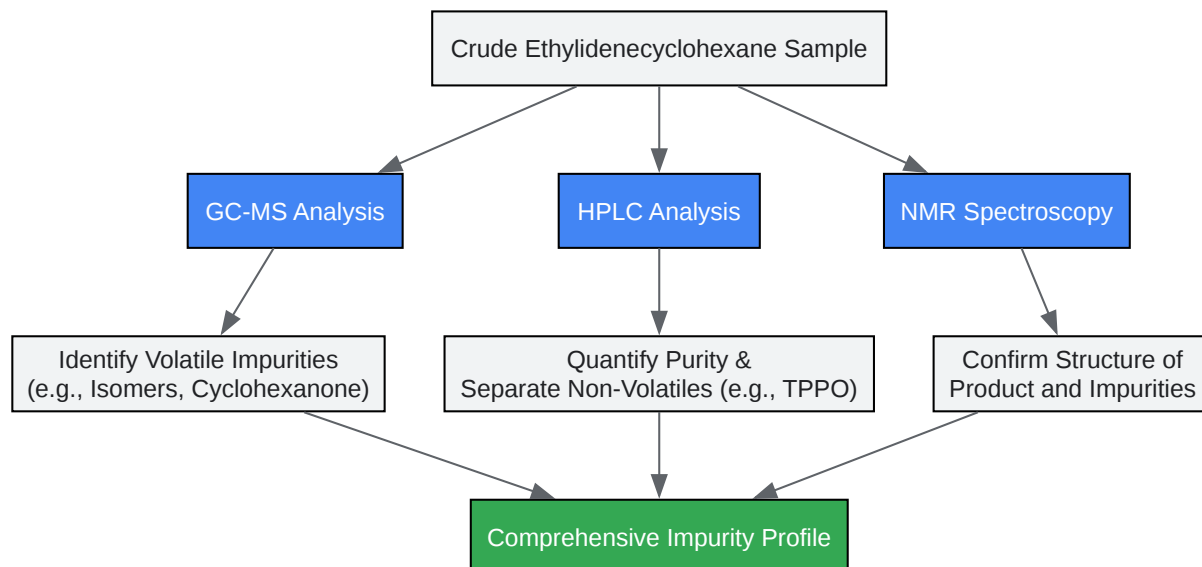 Crude Ethylidenecyclohexane Sample
GC-MS Analysis
HPLC Analysis
NMR Spectroscopy
Identify Volatile Impurities
(e.g., Isomers, Cyclohexanone)
Quantify Purity &
Separate Non-Volatiles (e.g., TPPO)
Confirm Structure of
Product and Impurities
Comprehensive Impurity Profile